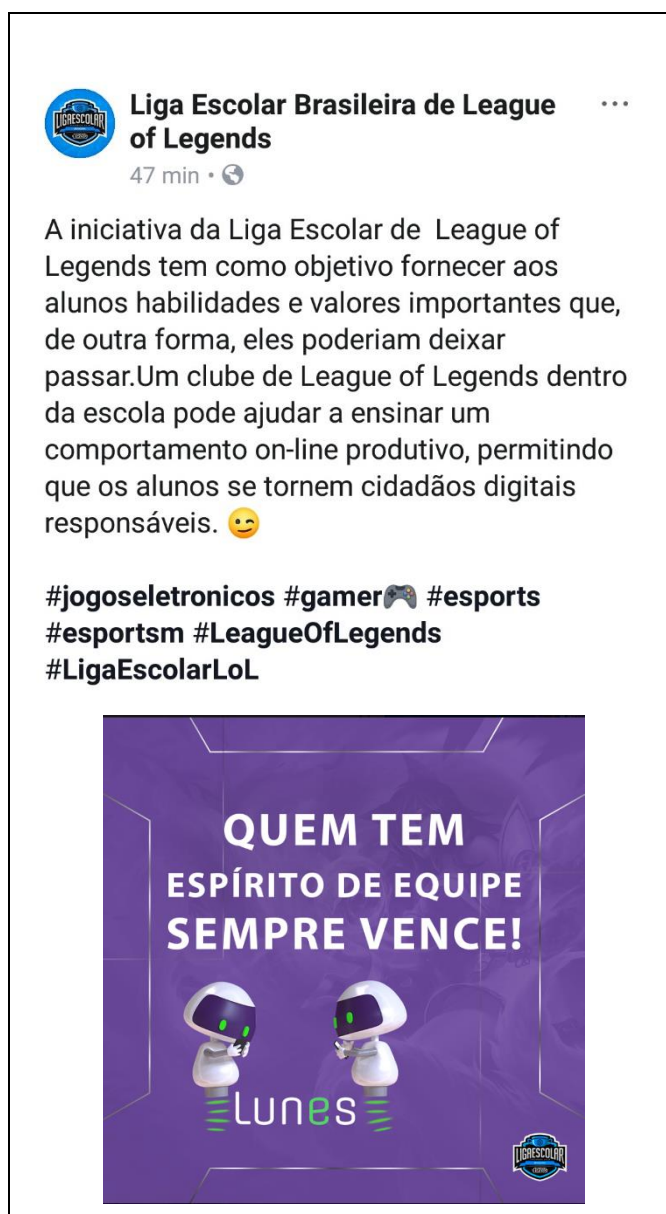 LIGAESCOLAR
Liga Escolar Brasileira de League
of Legends
47 min
A iniciativa da Liga Escolar de League of
Legends tem como objetivo fornecer aos
alunos habilidades e valores importantes que,
de outra forma, eles poderiam deixar
passar.Um clube de League of Legends dentro
da escola pode ajudar a ensinar um
comportamento on-line produtivo, permitindo
que os alunos se tornem cidadãos digitais
responsáveis. 😉
#jogoseletronicos #gamer🎮 #esports
#esportsm #LeagueOfLegends
#LigaEscolarLoL
QUEM TEM
ESPÍRITO DE EQUIPE
SEMPRE VENCE!
Lunes
LIGAESCOLAR